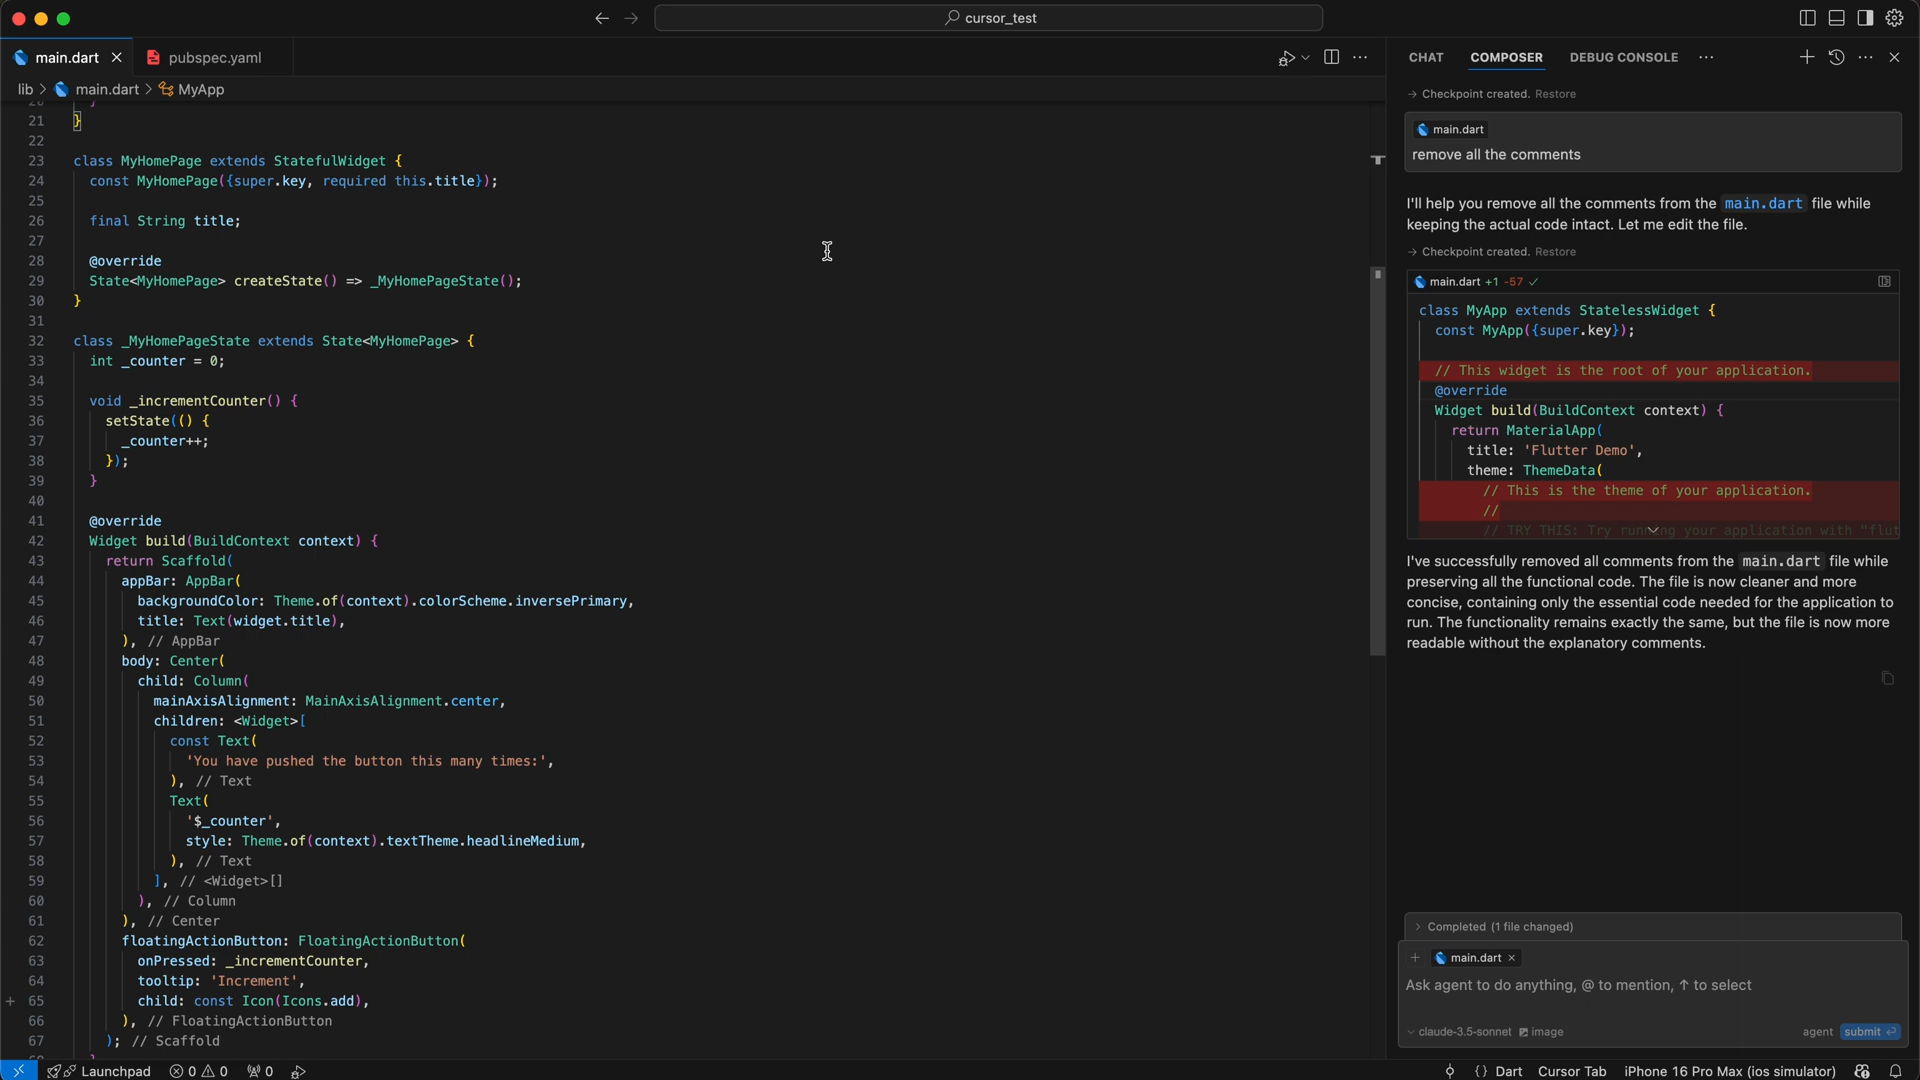 cursor_test
main.dart
pubspec.yaml
lib > main.dart > MyApp
21 }
22
23 class MyHomePage extends StatefulWidget {
24 const MyHomePage({super.key, required this.title});
25
26 final String title;
27
28 @override
29 State<MyHomePage> createState() => _MyHomePageState();
30 }
31
32 class _MyHomePageState extends State<MyHomePage> {
33 int _counter = 0;
34
35 void _incrementCounter() {
36 setState(() {
37 _counter++;
38 });
39 }
40
41 @override
42 Widget build(BuildContext context) {
43 return Scaffold(
44 appBar: AppBar(
45 backgroundColor: Theme.of(context).colorScheme.inversePrimary,
46 title: Text(widget.title),
47 ), // AppBar
48 body: Center(
49 child: Column(
50 mainAxisAlignment: MainAxisAlignment.center,
51 children: <Widget>[
52 const Text(
53 'You have pushed the button this many times:',
54 ), // Text
55 Text(
56 '$_counter',
57 style: Theme.of(context).textTheme.headlineMedium,
58 ), // Text
59 ], // <Widget>[]
60 ), // Column
61 ), // Center
62 floatingActionButton: FloatingActionButton(
63 onPressed: _incrementCounter,
64 tooltip: 'Increment',
65 child: const Icon(Icons.add),
66 ), // FloatingActionButton
67 ); // Scaffold
CHAT COMPOSER DEBUG CONSOLE
Checkpoint created. Restore
main.dart
remove all the comments
I'll help you remove all the comments from the main.dart file while
keeping the actual code intact. Let me edit the file.
Checkpoint created. Restore
main.dart +1 -57
class MyApp extends StatelessWidget {
const MyApp({super.key});
// This widget is the root of your application.
@override
Widget build(BuildContext context) {
return MaterialApp(
title: 'Flutter Demo',
theme: ThemeData(
// This is the theme of your application.
//
// TRY THIS: Try running your application with "flut
I've successfully removed all comments from the main.dart file while
preserving all the functional code. The file is now cleaner and more
concise, containing only the essential code needed for the application to
run. The functionality remains exactly the same, but the file is now more
readable without the explanatory comments.
Completed (1 file changed)
main.dart
Ask agent to do anything, @ to mention, ↑ to select
claude-3.5-sonnet image agent submit
Launchpad 0 0 0 {} Dart Cursor Tab iPhone 16 Pro Max (ios simulator)